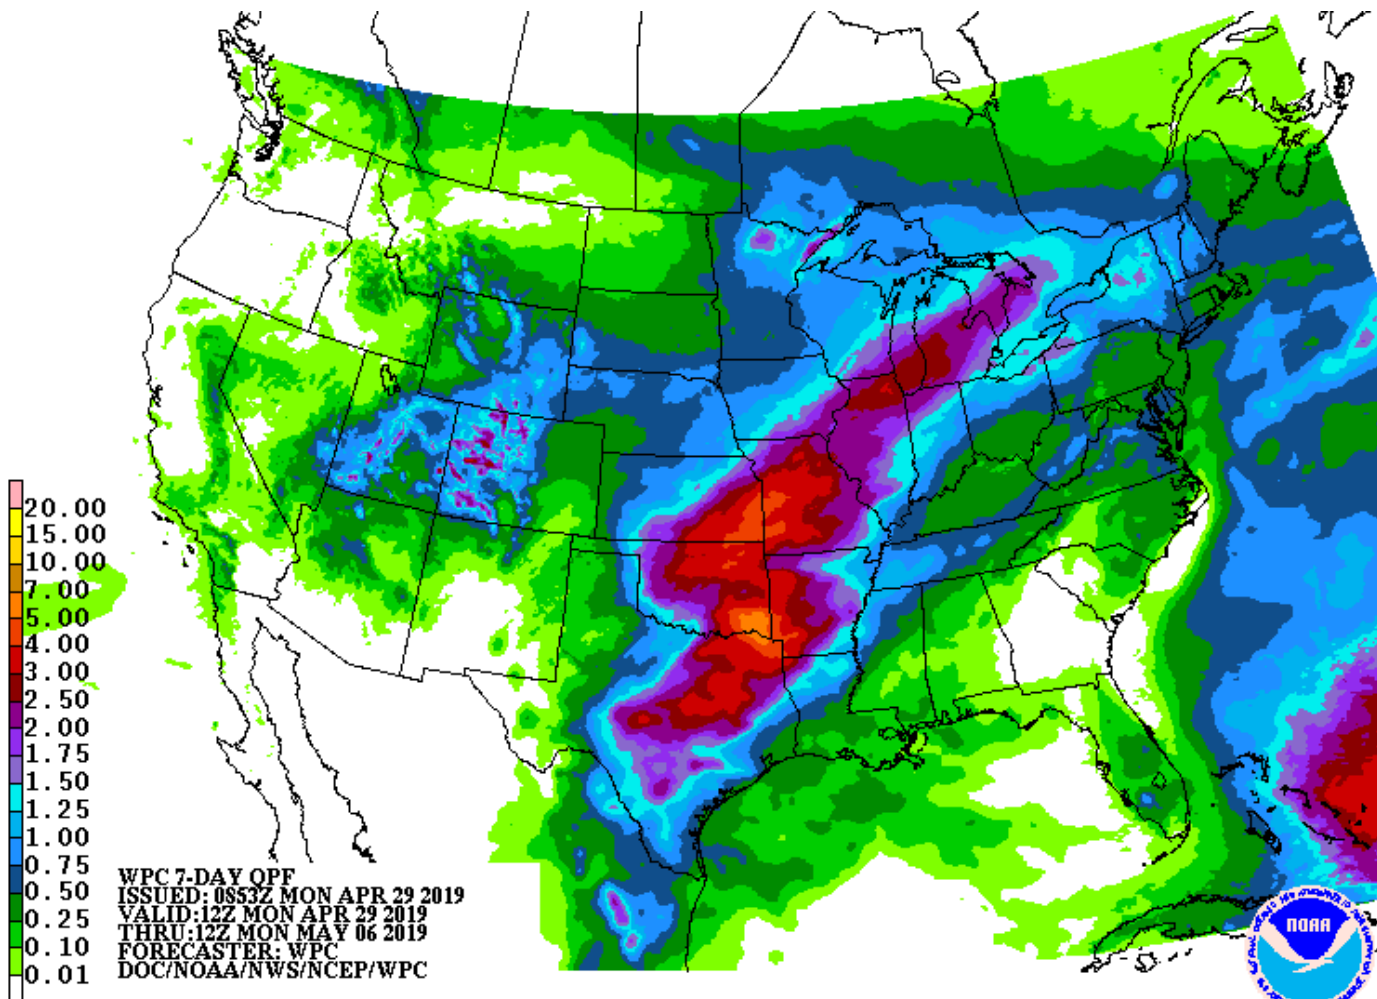 20.00
15.00
10.00
7.00
5.00
4.00
3.00
2.50
2.00
1.75
1.50
1.25
1.00
0.75
0.50
0.25
0.10
0.01
WPC 7-DAY QPF
ISSUED: 0853Z MON APR 29 2019
VALID:12Z MON APR 29 2019
THRU:12Z MON MAY 06 2019
FORECASTER: WPC
DOC/NOAA/NWS/NCEP/WPC
NOAA